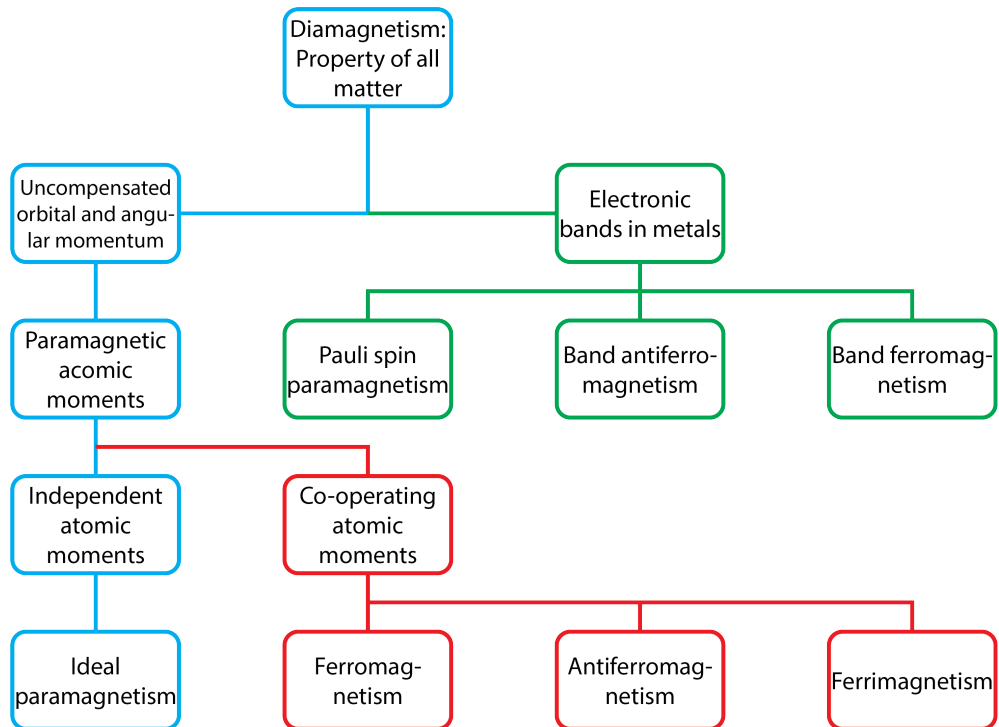 Diamagnetism:
Property of all
matter
Uncompensated
orbital and angu-
lar momentum
Electronic
bands in metals
Paramagnetic
acomic
moments
Pauli spin
paramagnetism
Band antiferro-
magnetism
Band ferromag-
netism
Independent
atomic
moments
Co-operating
atomic
moments
Ideal
paramagnetism
Ferromag-
netism
Antiferromag-
netism
Ferrimagnetism